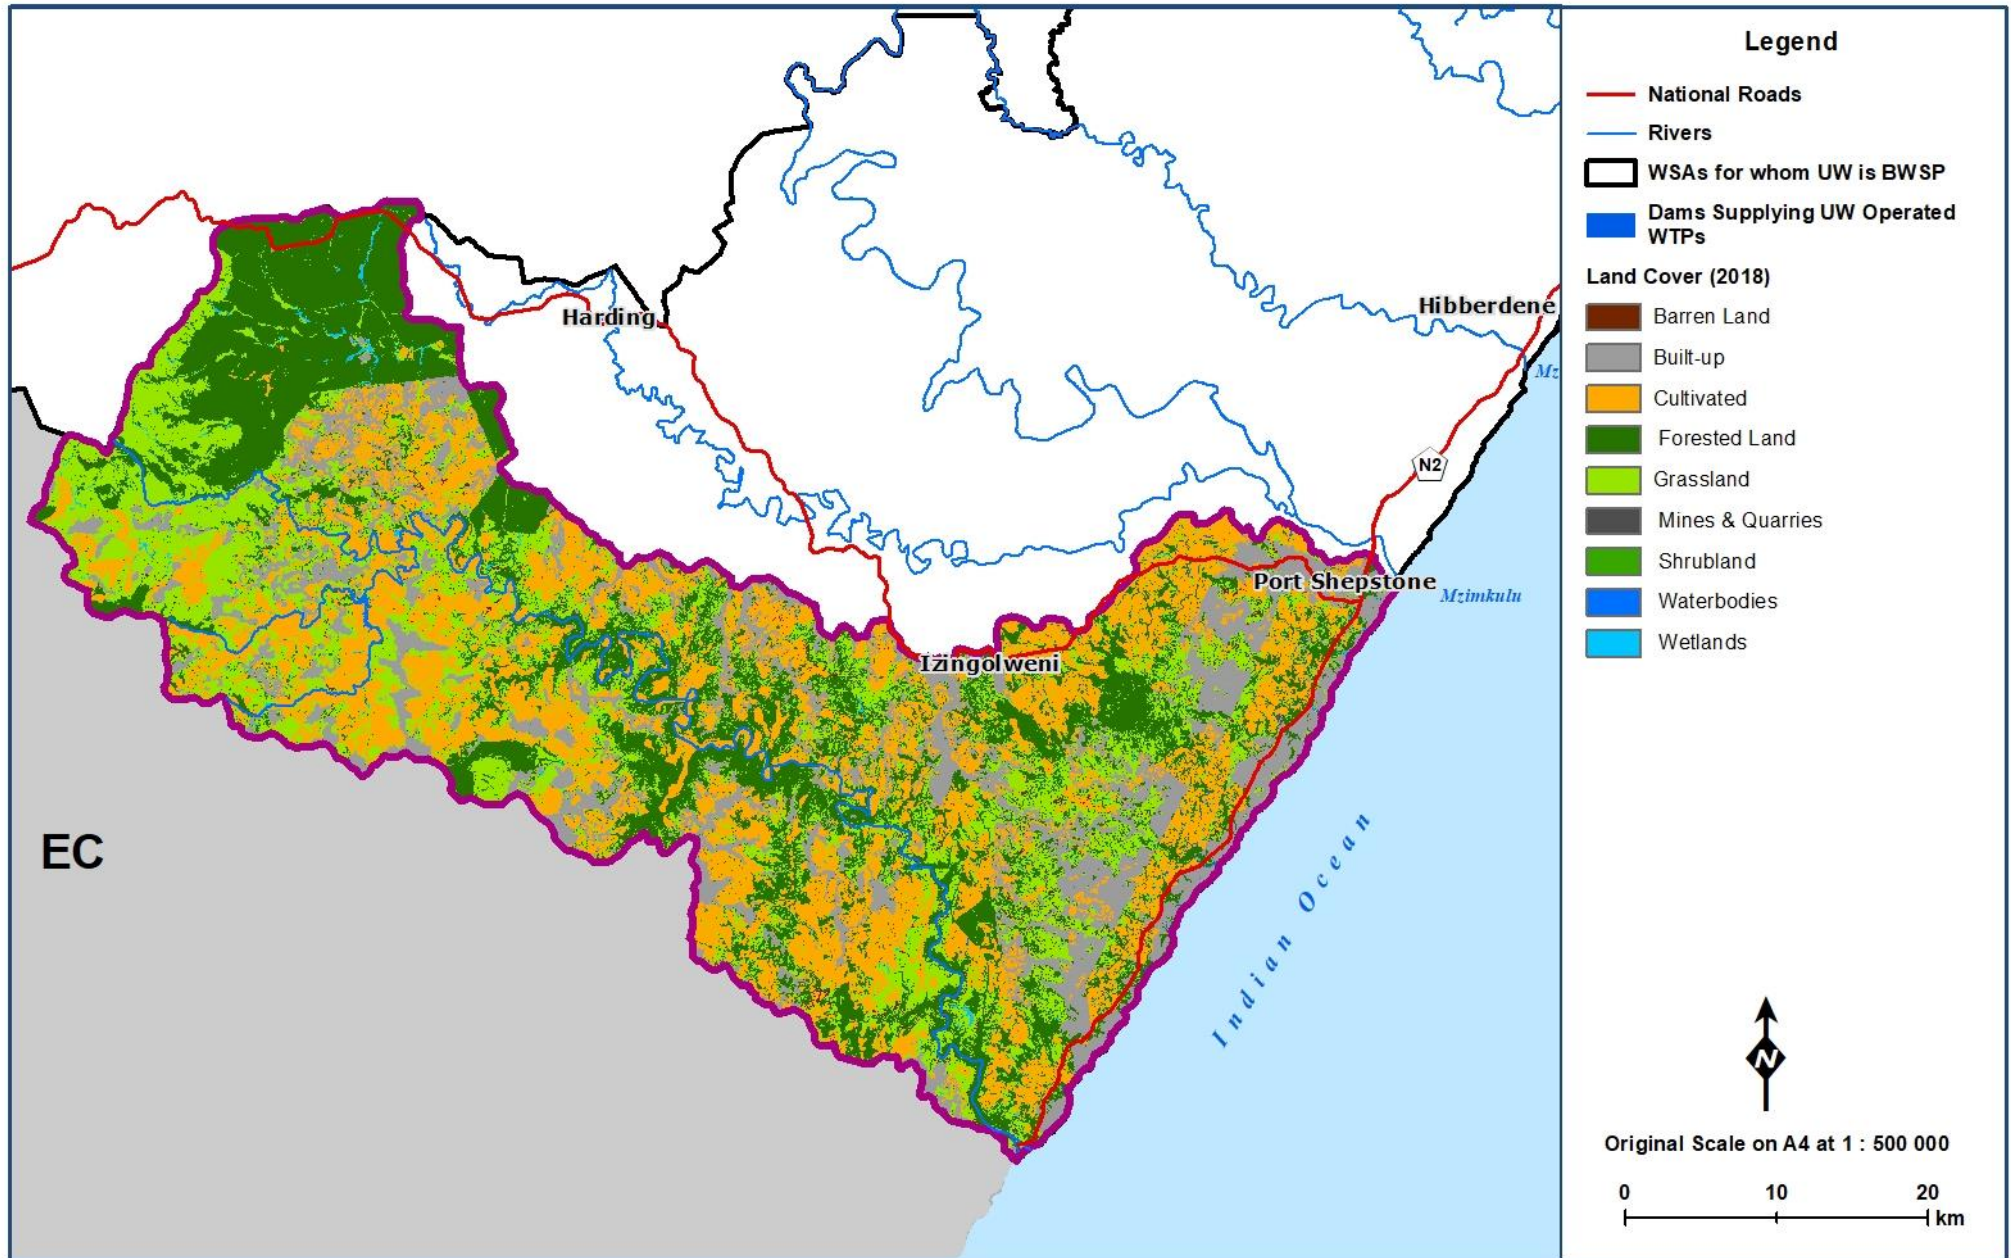 Harding
Hibberdene
Mz
N2
Port Shepstone
Mzimkulu
Izingolweni
EC
Indian Ocean
Legend
National Roads
Rivers
WSAs for whom UW is BWSP
Dams Supplying UW Operated
WTPs
Land Cover (2018)
Barren Land
Built-up
Cultivated
Forested Land
Grassland
Mines & Quarries
Shrubland
Waterbodies
Wetlands
N
Original Scale on A4 at 1 : 500 000
0 10 20
km